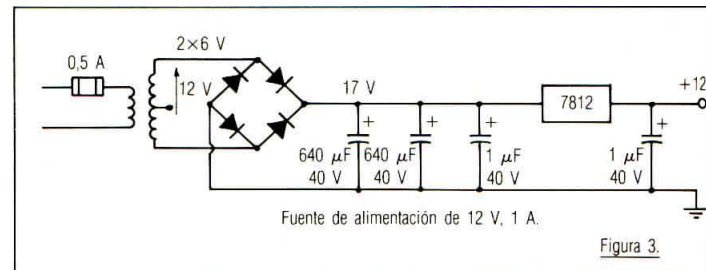 2×6 V
0,5 A
12 V
17 V
7812
+12
+
+
+
+
640 μF
40 V
640 μF
40 V
1 μF
40 V
1 μF
40 V
Fuente de alimentación de 12 V, 1 A.
Figura 3.